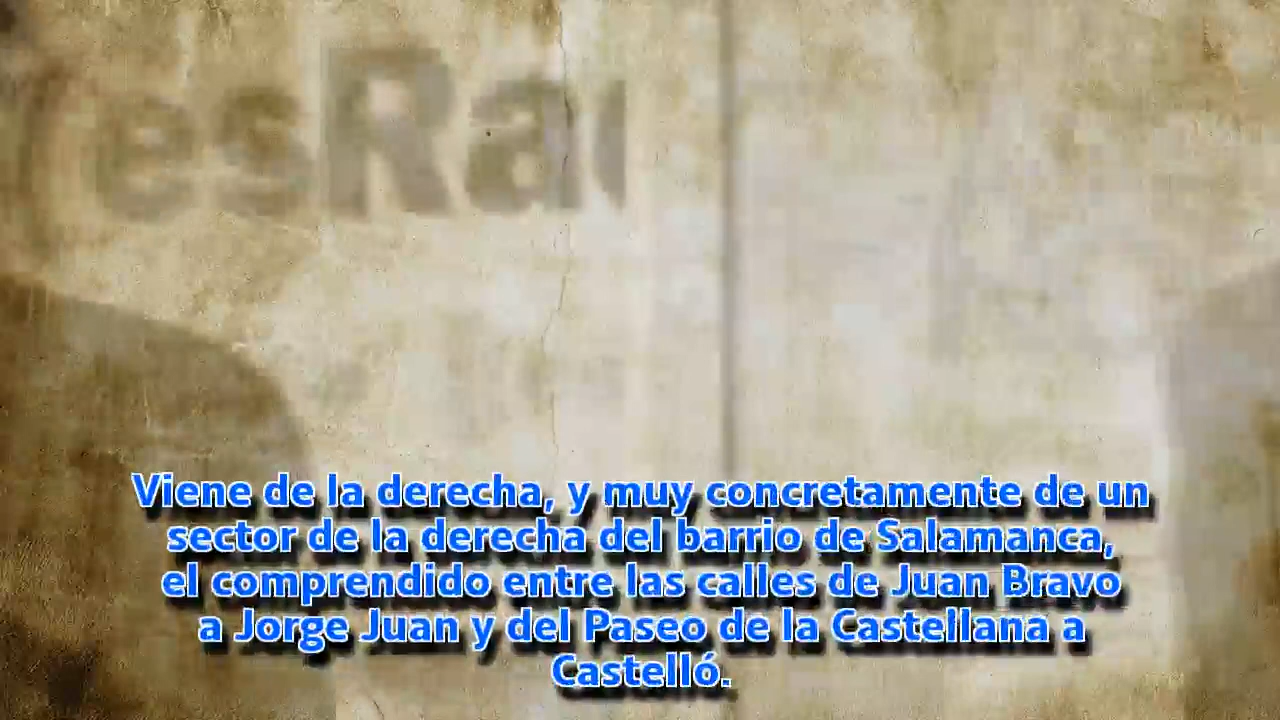 esRa
Viene de la derecha, y muy concretamente de un
sector de la derecha del barrio de Salamanca,
el comprendido entre las calles de Juan Bravo
a Jorge Juan y del Paseo de la Castellana a
Castelló.